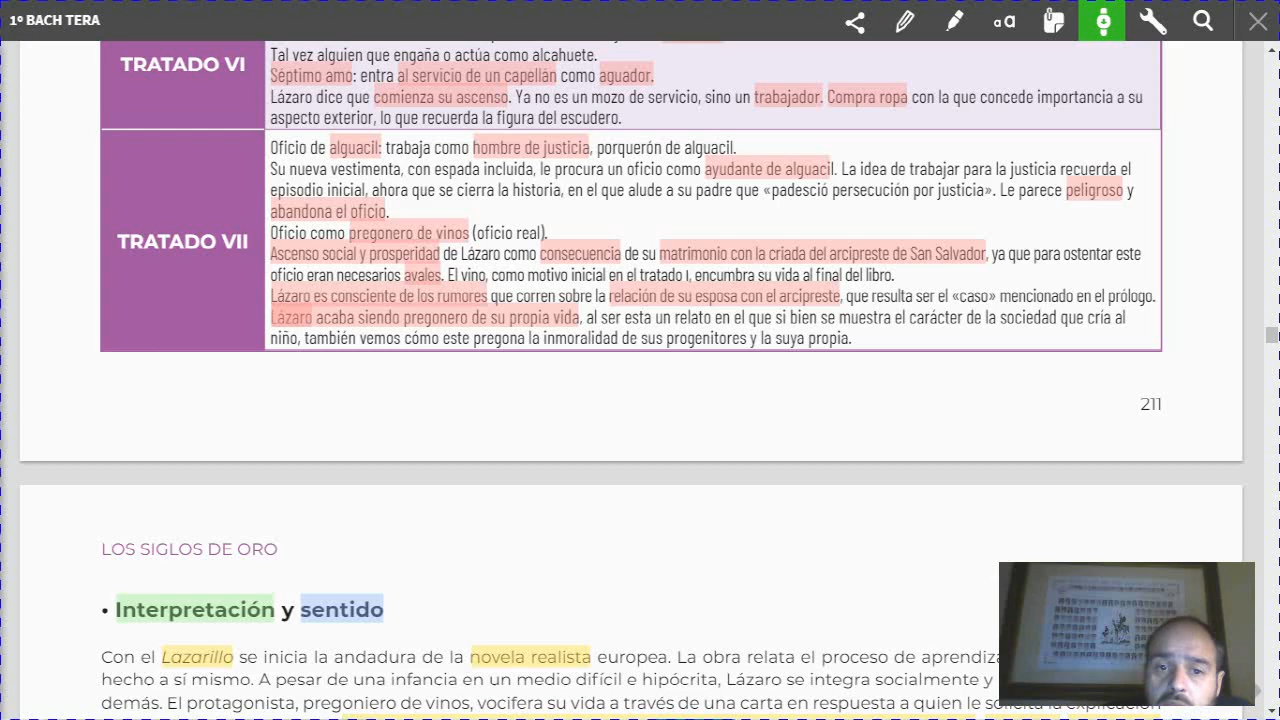 1º BACH TERA
aa
TRATADO VI
Tal vez alguien que engaña o actúa como alcahuete.
Séptimo amo: entra al servicio de un capellán como aguador.
Lázaro dice que comienza su ascenso. Ya no es un mozo de servicio, sino un trabajador. Compra ropa con la que concede importancia a su
aspecto exterior, lo que recuerda la figura del escudero.
TRATADO VII
Oficio de alguacil: trabaja como hombre de justicia, porquerón de alguacil.
Su nueva vestimenta, con espada incluida, le procura un oficio como ayudante de alguacil. La idea de trabajar para la justicia recuerda el
episodio inicial, ahora que se cierra la historia, en el que alude a su padre que «padesció persecución por justicia». Le parece peligroso y
abandona el oficio.
Oficio como pregonero de vinos (oficio real).
Ascenso social y prosperidad de Lázaro como consecuencia de su matrimonio con la criada del arcipreste de San Salvador, ya que para ostentar este
oficio eran necesarios avales. El vino, como motivo inicial en el tratado I, encumbra su vida al final del libro.
Lázaro es consciente de los rumores que corren sobre la relación de su esposa con el arcipreste, que resulta ser el «caso» mencionado en el prólogo.
Lázaro acaba siendo pregonero de su propia vida, al ser esta un relato en el que si bien se muestra el carácter de la sociedad que cría al
niño, también vemos cómo este pregona la inmoralidad de sus progenitores y la suya propia.
211
LOS SIGLOS DE ORO
• Interpretación y sentido
Con el Lazarillo se inicia la an la novela realista europea. La obra relata el proceso de aprendiza
hecho a sí mismo. A pesar de una infancia en un medio difícil e hipócrita, Lázaro se integra socialmente y
demás. El protagonista, pregonero de vinos, vocifera su vida a través de una carta en respuesta a quien le solicita la explicación